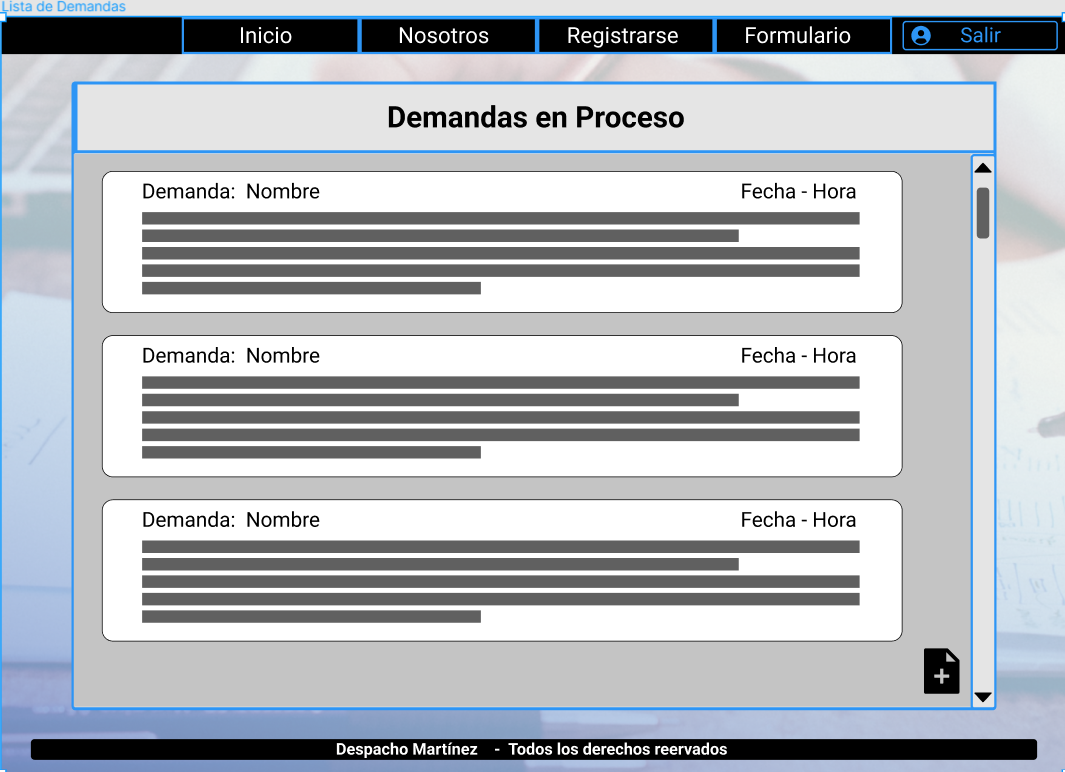 Lista de Demandas
Inicio Nosotros Registrarse Formulario Salir
Demandas en Proceso
Demanda: Nombre Fecha - Hora
Demanda: Nombre Fecha - Hora
Demanda: Nombre Fecha - Hora
Despacho Martínez - Todos los derechos reervados